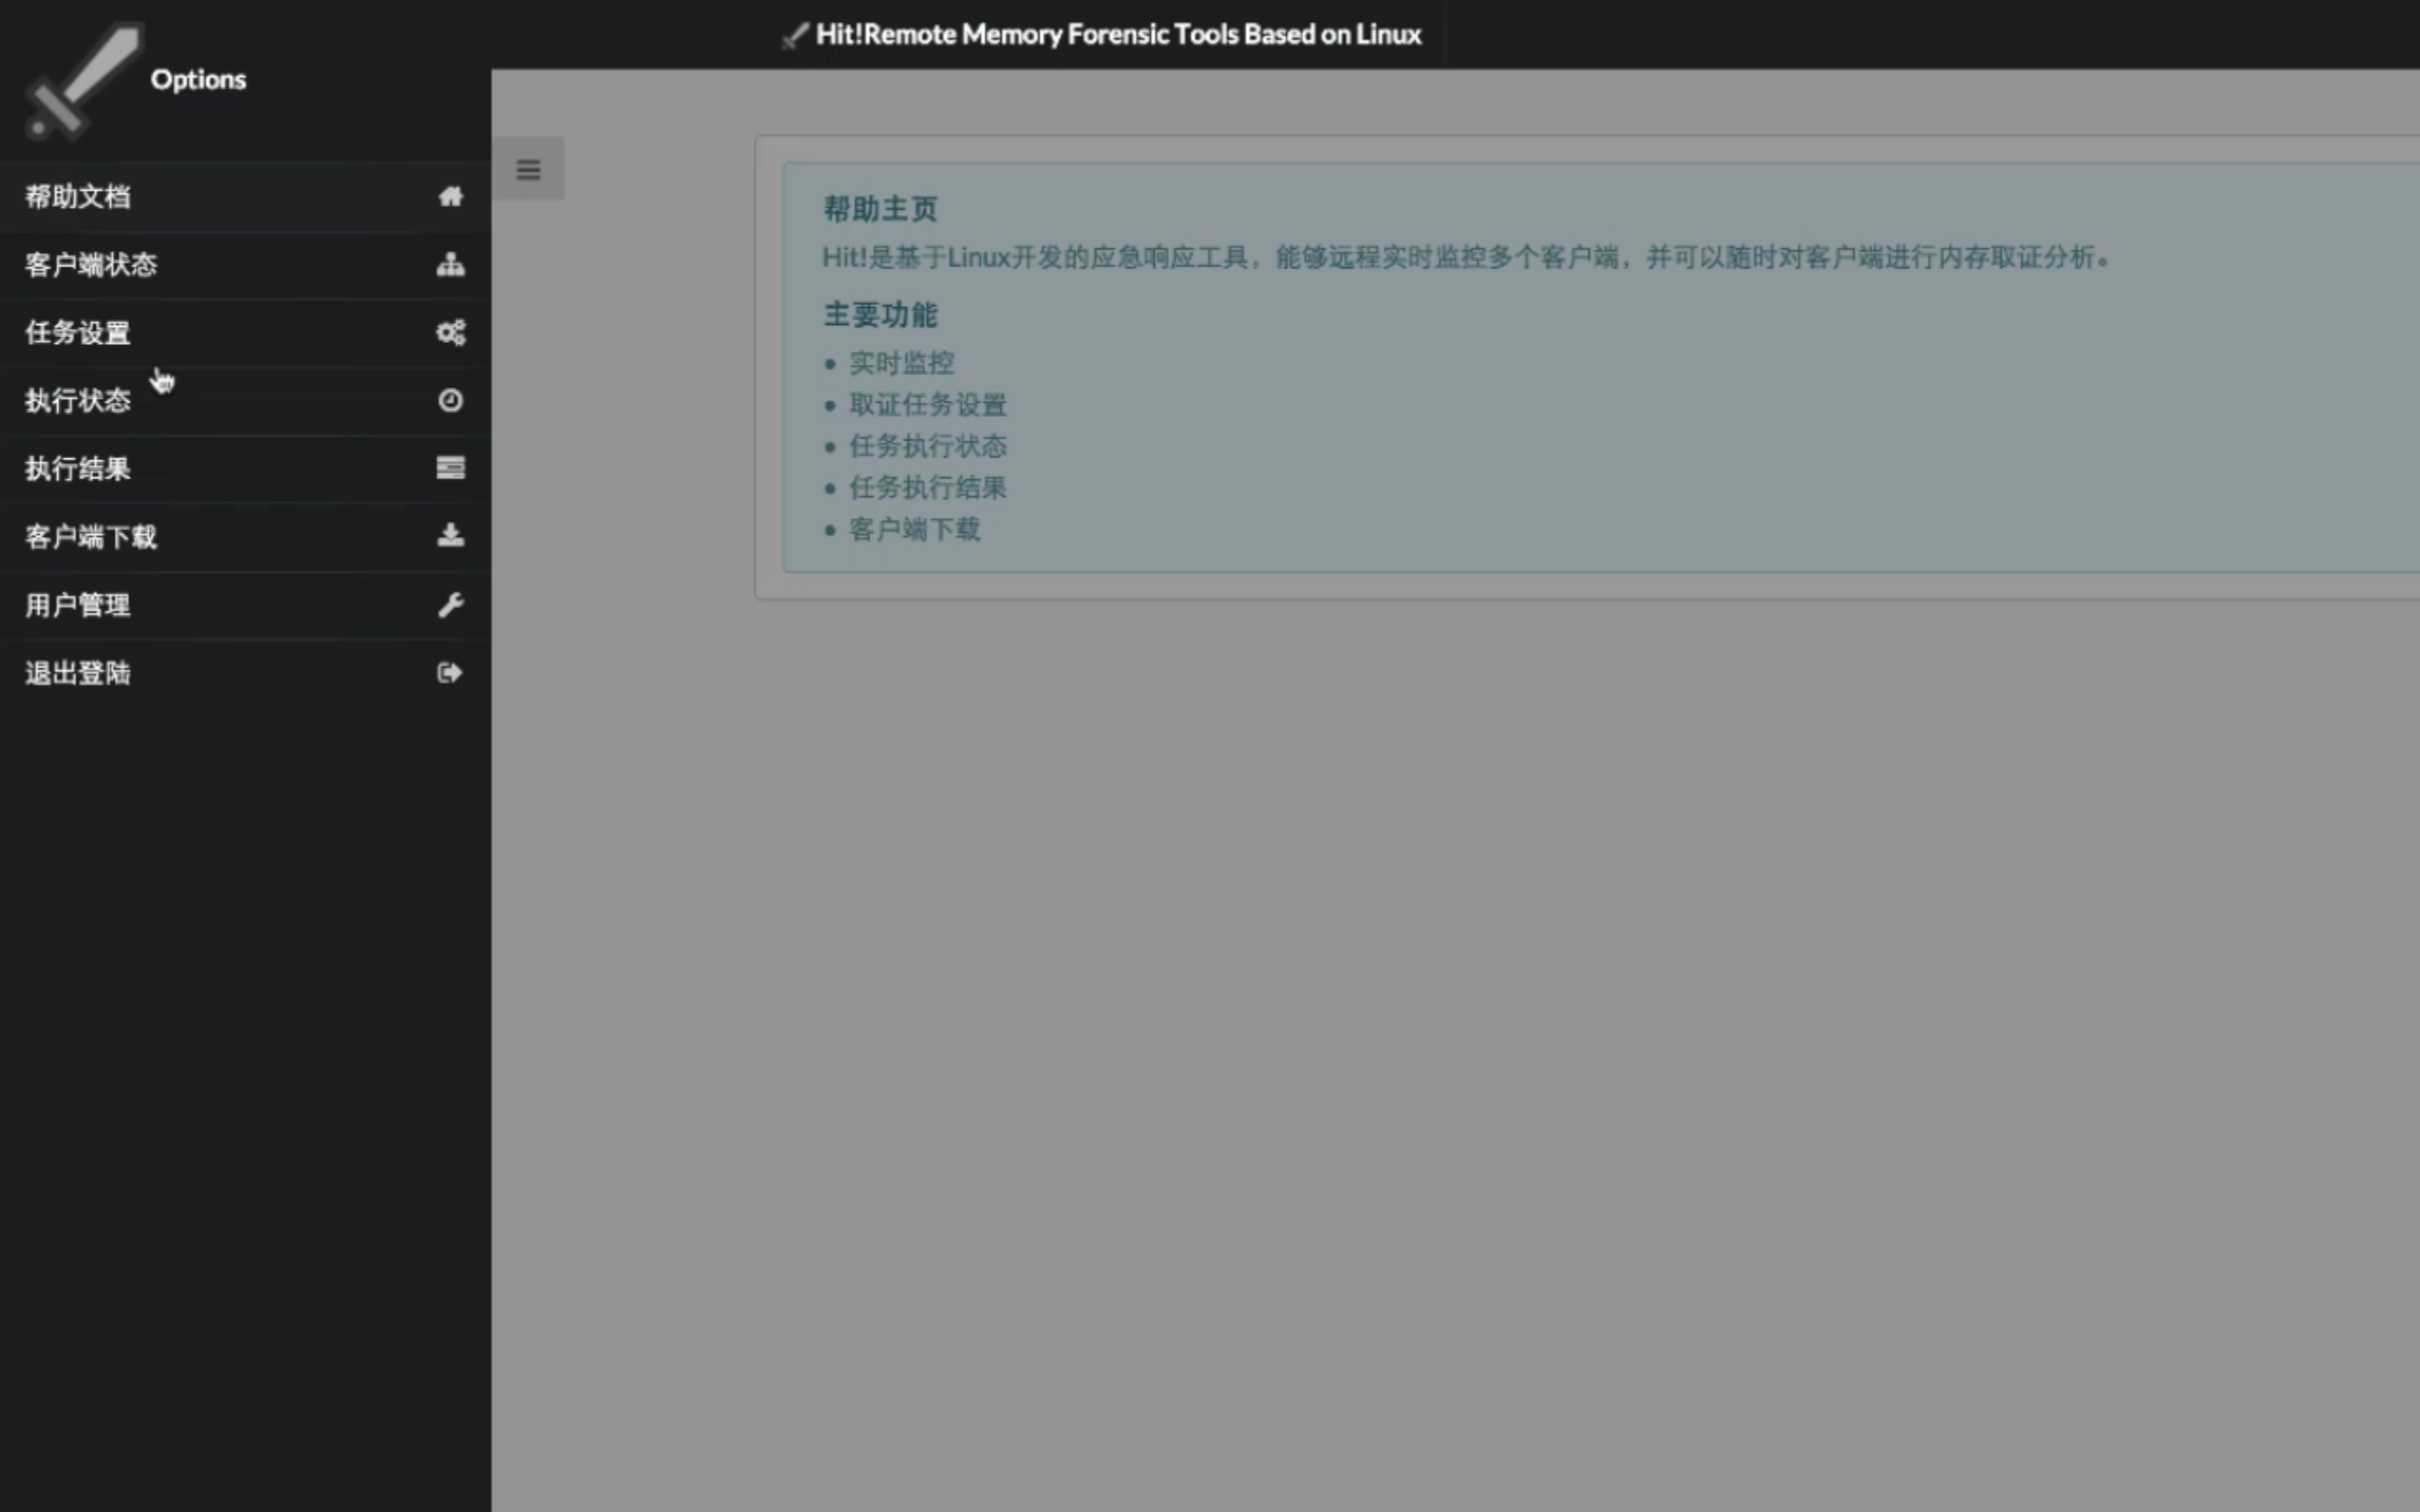 Hit!Remote Memory Forensic Tools Based on Linux
Options
帮助文档
客户端状态
任务设置
执行状态
执行结果
客户端下载
用户管理
退出登陆
帮助主页
Hit!是基于Linux开发的应急响应工具，能够远程实时监控多个客户端，并可以随时对客户端进行内存取证分析。
主要功能
• 实时监控
• 取证任务设置
• 任务执行状态
• 任务执行结果
• 客户端下载